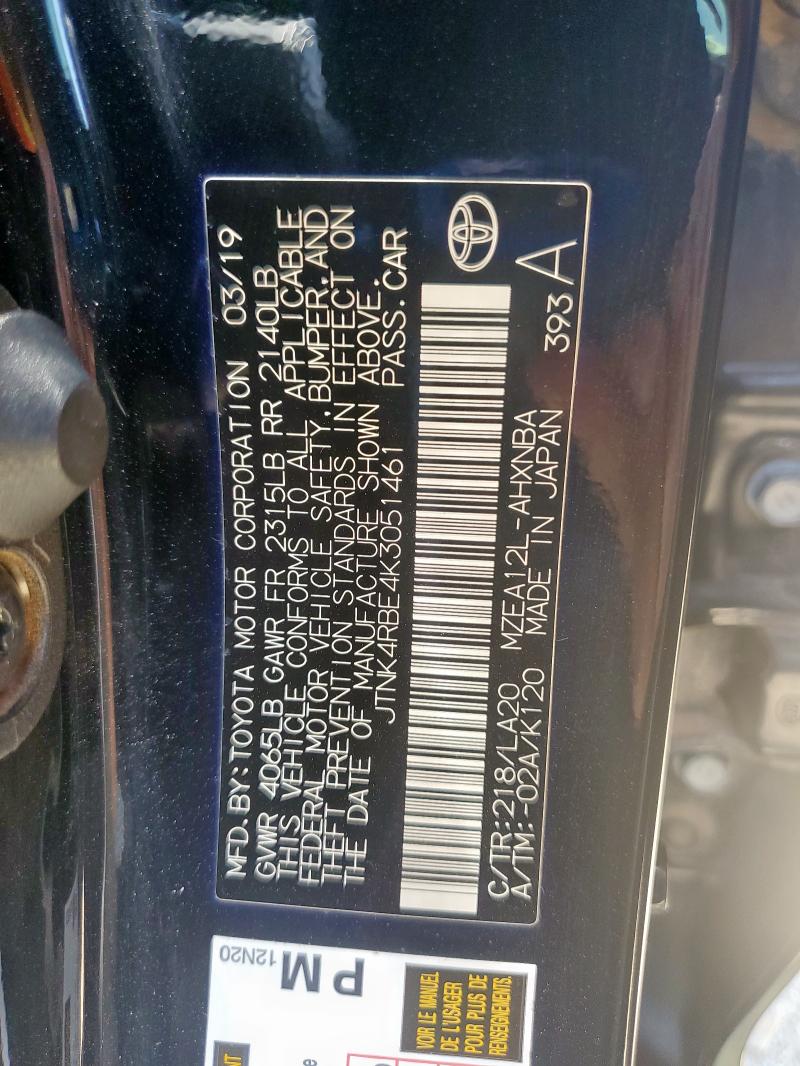 MFD. BY: TOYOTA MOTOR CORPORATION 03/19
GVWR 4065LB GAWR FR 2315LB RR 2140LB
THIS VEHICLE CONFORMS TO ALL APPLICABLE
FEDERAL MOTOR VEHICLE SAFETY, BUMPER, AND
THEFT PREVENTION STANDARDS IN EFFECT ON
THE DATE OF MANUFACTURE SHOWN ABOVE.
JTNK4RBE4K3051461 PASS. CAR
C/TR: 218/LA20 MZEA12L-AHXNBA
A/TM: -02A/K120 MADE IN JAPAN 393 A
12N20
PM
VOIR LE MANUEL
DE L'USAGER
POUR PLUS DE
RENSEIGNEMENTS.